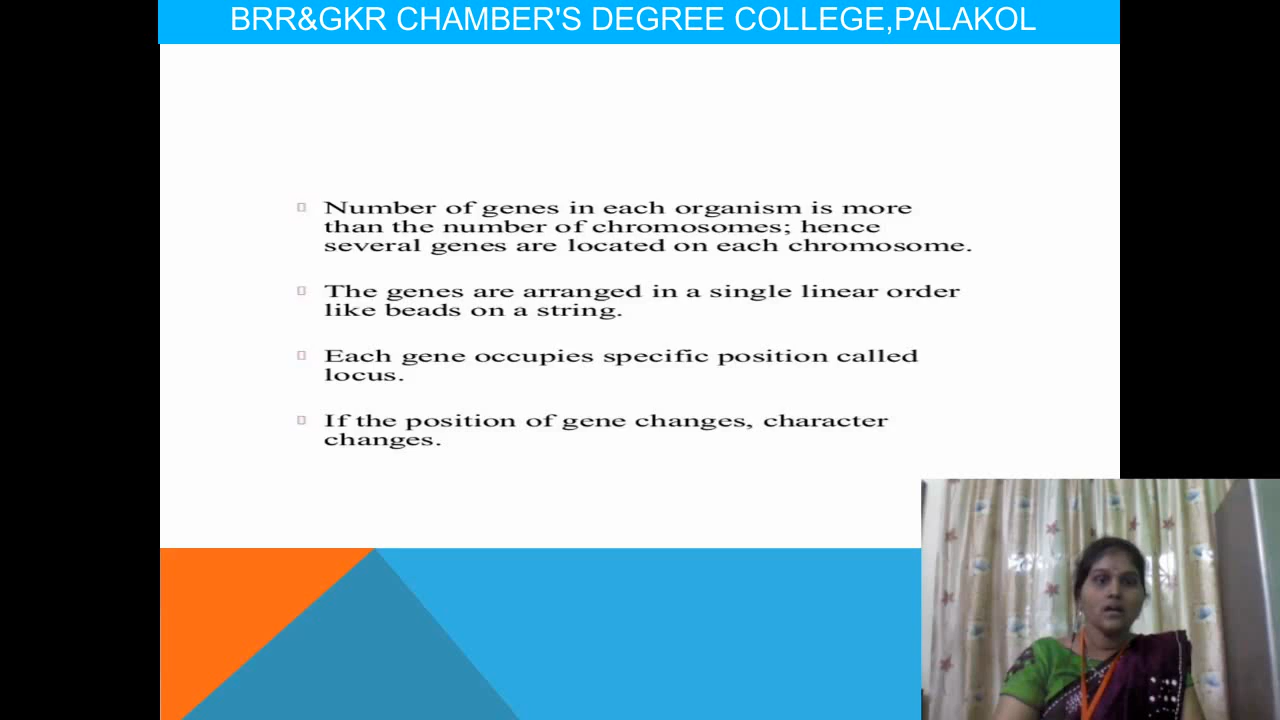 BRR&GKR CHAMBER'S DEGREE COLLEGE,PALAKOL
Number of genes in each organism is more
than the number of chromosomes; hence
several genes are located on each chromosome.
The genes are arranged in a single linear order
like beads on a string.
Each gene occupies specific position called
locus.
If the position of gene changes, character
changes.